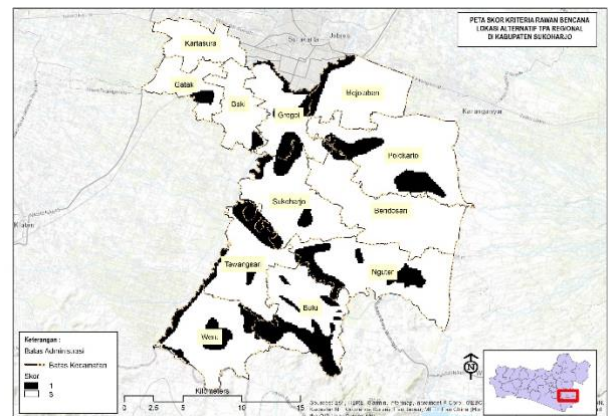 PETA SKOR KRITERIA RAWAN BENCANA
LOKASI ALTERNATIF TPA REGIONAL
DI KABUPATEN SUKOHARJO
Kartasura
Gatak
Baki
Grogol
Mojolaban
Polokarto
Sukoharjo
Bendosari
Tawangsari
Nguter
Bulu
Weru
Klaten
Karanganyar
Keterangan :
Batas Administrasi
Batas Kecamatan
Skor
1
3
Kilometers
0
2.5
5
10
15
N